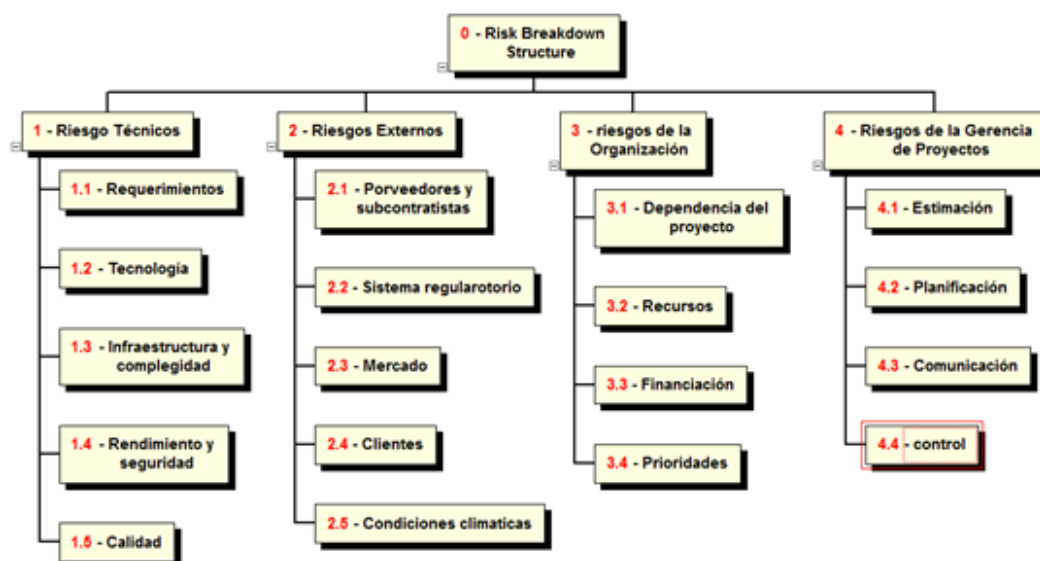 0 - Risk Breakdown
Structure
1 - Riesgo Técnicos
1.1 - Requerimientos
1.2 - Tecnología
1.3 - Infraestructura y
complegidad
1.4 - Rendimiento y
seguridad
1.5 - Calidad
2 - Riesgos Externos
2.1 - Porveedores y
subcontratistas
2.2 - Sistema regularotorio
2.3 - Mercado
2.4 - Clientes
2.5 - Condiciones climaticas
3 - riesgos de la
Organización
3.1 - Dependencia del
proyecto
3.2 - Recursos
3.3 - Financiación
3.4 - Prioridades
4 - Riesgos de la Gerencia
de Proyectos
4.1 - Estimación
4.2 - Planificación
4.3 - Comunicación
4.4 - control